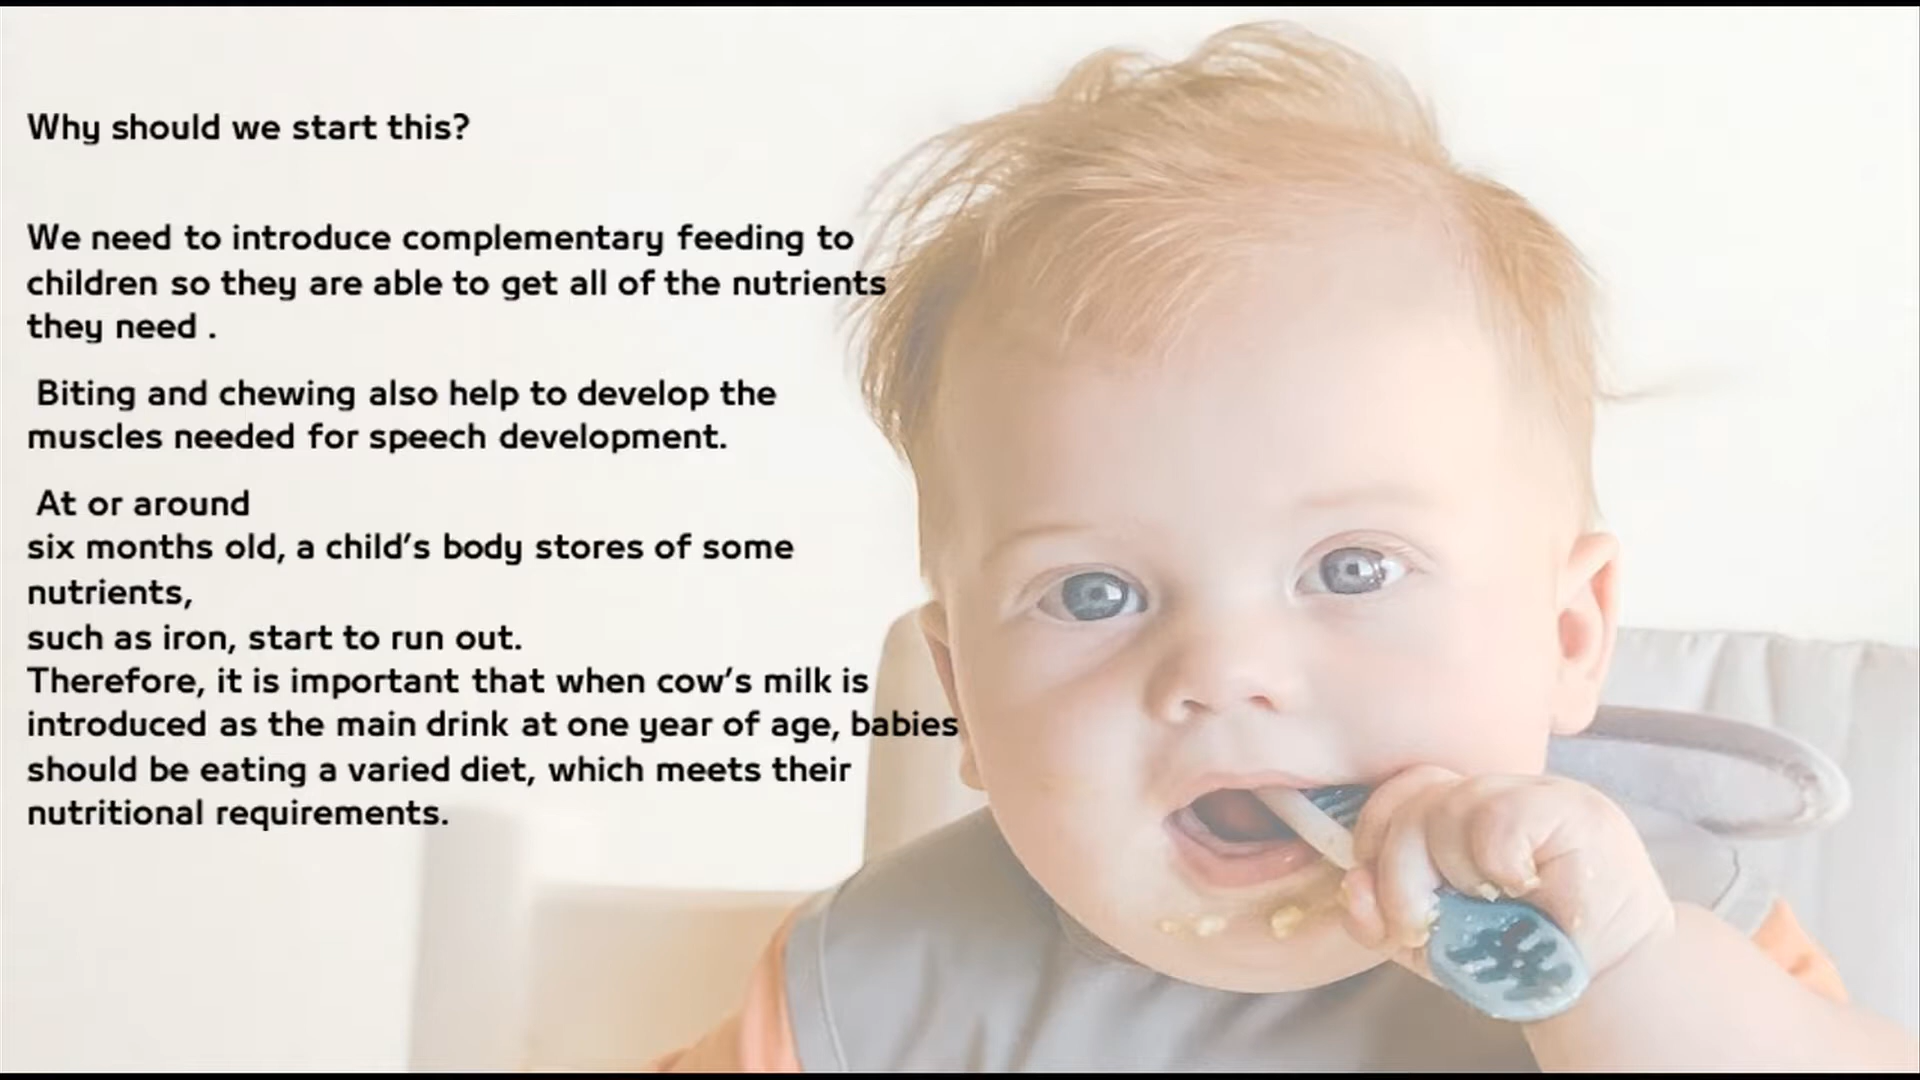 Why should we start this?
We need to introduce complementary feeding to
children so they are able to get all of the nutrients
they need .
Biting and chewing also help to develop the
muscles needed for speech development.
At or around
six months old, a child’s body stores of some
nutrients,
such as iron, start to run out.
Therefore, it is important that when cow’s milk is
introduced as the main drink at one year of age, babies
should be eating a varied diet, which meets their
nutritional requirements.